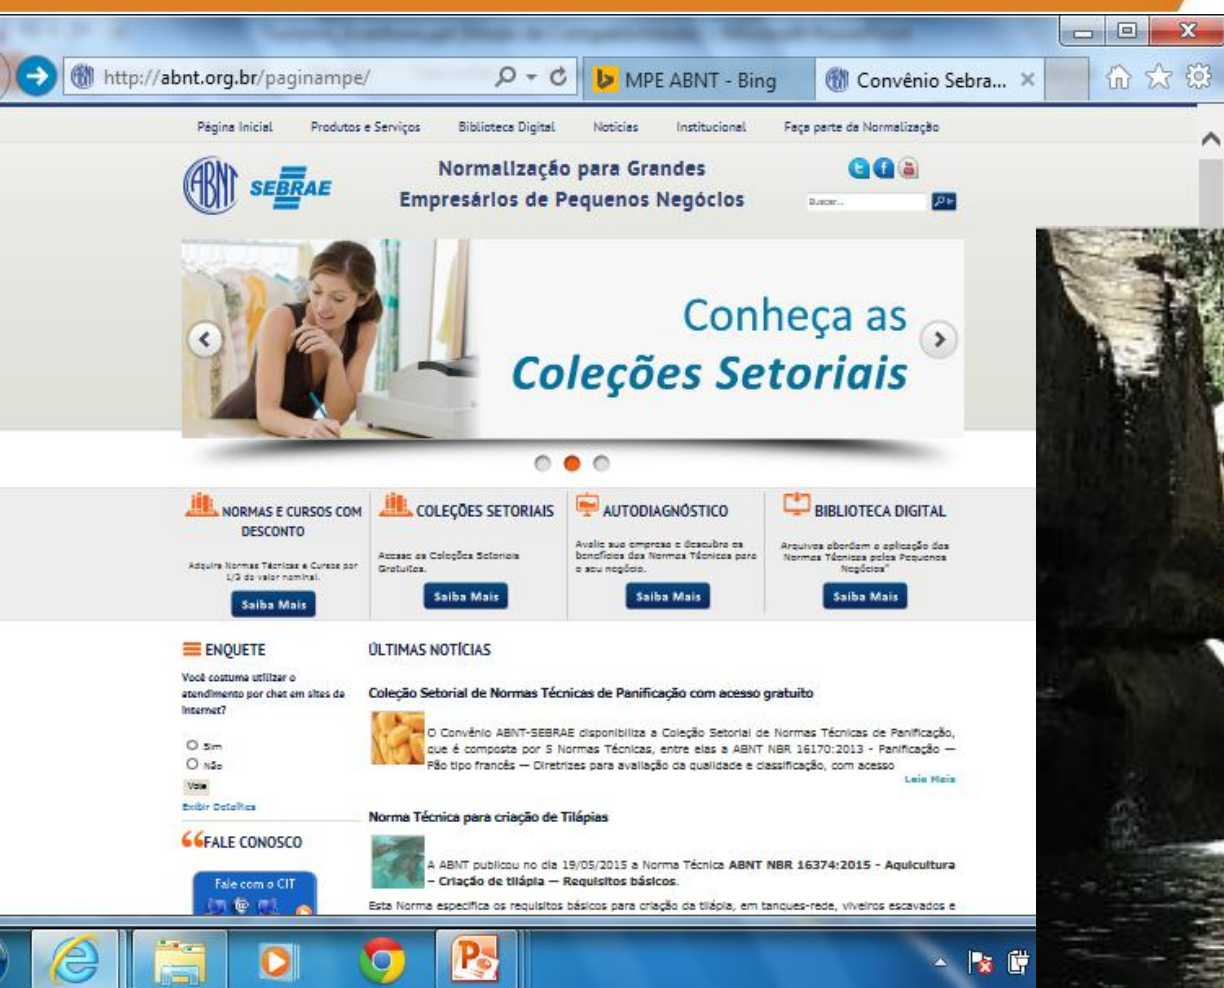 http://abnt.org.br/paginampe/
MPE ABNT - Bing
Convênio Sebra...
Página Inicial
Produtos e Serviços
Biblioteca Digital
Notícias
Institucional
Faça parte da Normalização
ABNT
SEBRAE
Normalização para Grandes
Empresários de Pequenos Negócios
Buscar...
Conheça as
Coleções Setoriais
NORMAS E CURSOS COM
DESCONTO
Adquira Normas Técnicas e Cursos por
1/3 do valor nominal.
Saiba Mais
COLEÇÕES SETORIAIS
Acesse as Coleções Setoriais
Gratuitas.
Saiba Mais
AUTODIAGNÓSTICO
Avalie sua empresa e descubra os
benefícios das Normas Técnicas para
o seu negócio.
Saiba Mais
BIBLIOTECA DIGITAL
Arquivos abordam a aplicação das
Normas Técnicas pelos Pequenos
Negócios"
Saiba Mais
ENQUETE
Você costuma utilizar o
atendimento por chat em sites da
Internet?
Sim
Não
Vote
Exibir Detalhes
FALE CONOSCO
Fale com o CIT
ÚLTIMAS NOTÍCIAS
Coleção Setorial de Normas Técnicas de Panificação com acesso gratuito
O Convênio ABNT-SEBRAE disponibiliza a Coleção Setorial de Normas Técnicas de Panificação,
que é composta por 5 Normas Técnicas, entre elas a ABNT NBR 16170:2013 - Panificação —
Pão tipo francês — Diretrizes para avaliação da qualidade e classificação, com acesso
Leia Mais
Norma Técnica para criação de Tilápias
A ABNT publicou no dia 19/05/2015 a Norma Técnica ABNT NBR 16374:2015 - Aquicultura
– Criação de tilápia — Requisitos básicos.
Esta Norma especifica os requisitos básicos para criação da tilápia, em tanques-rede, viveiros escavados e